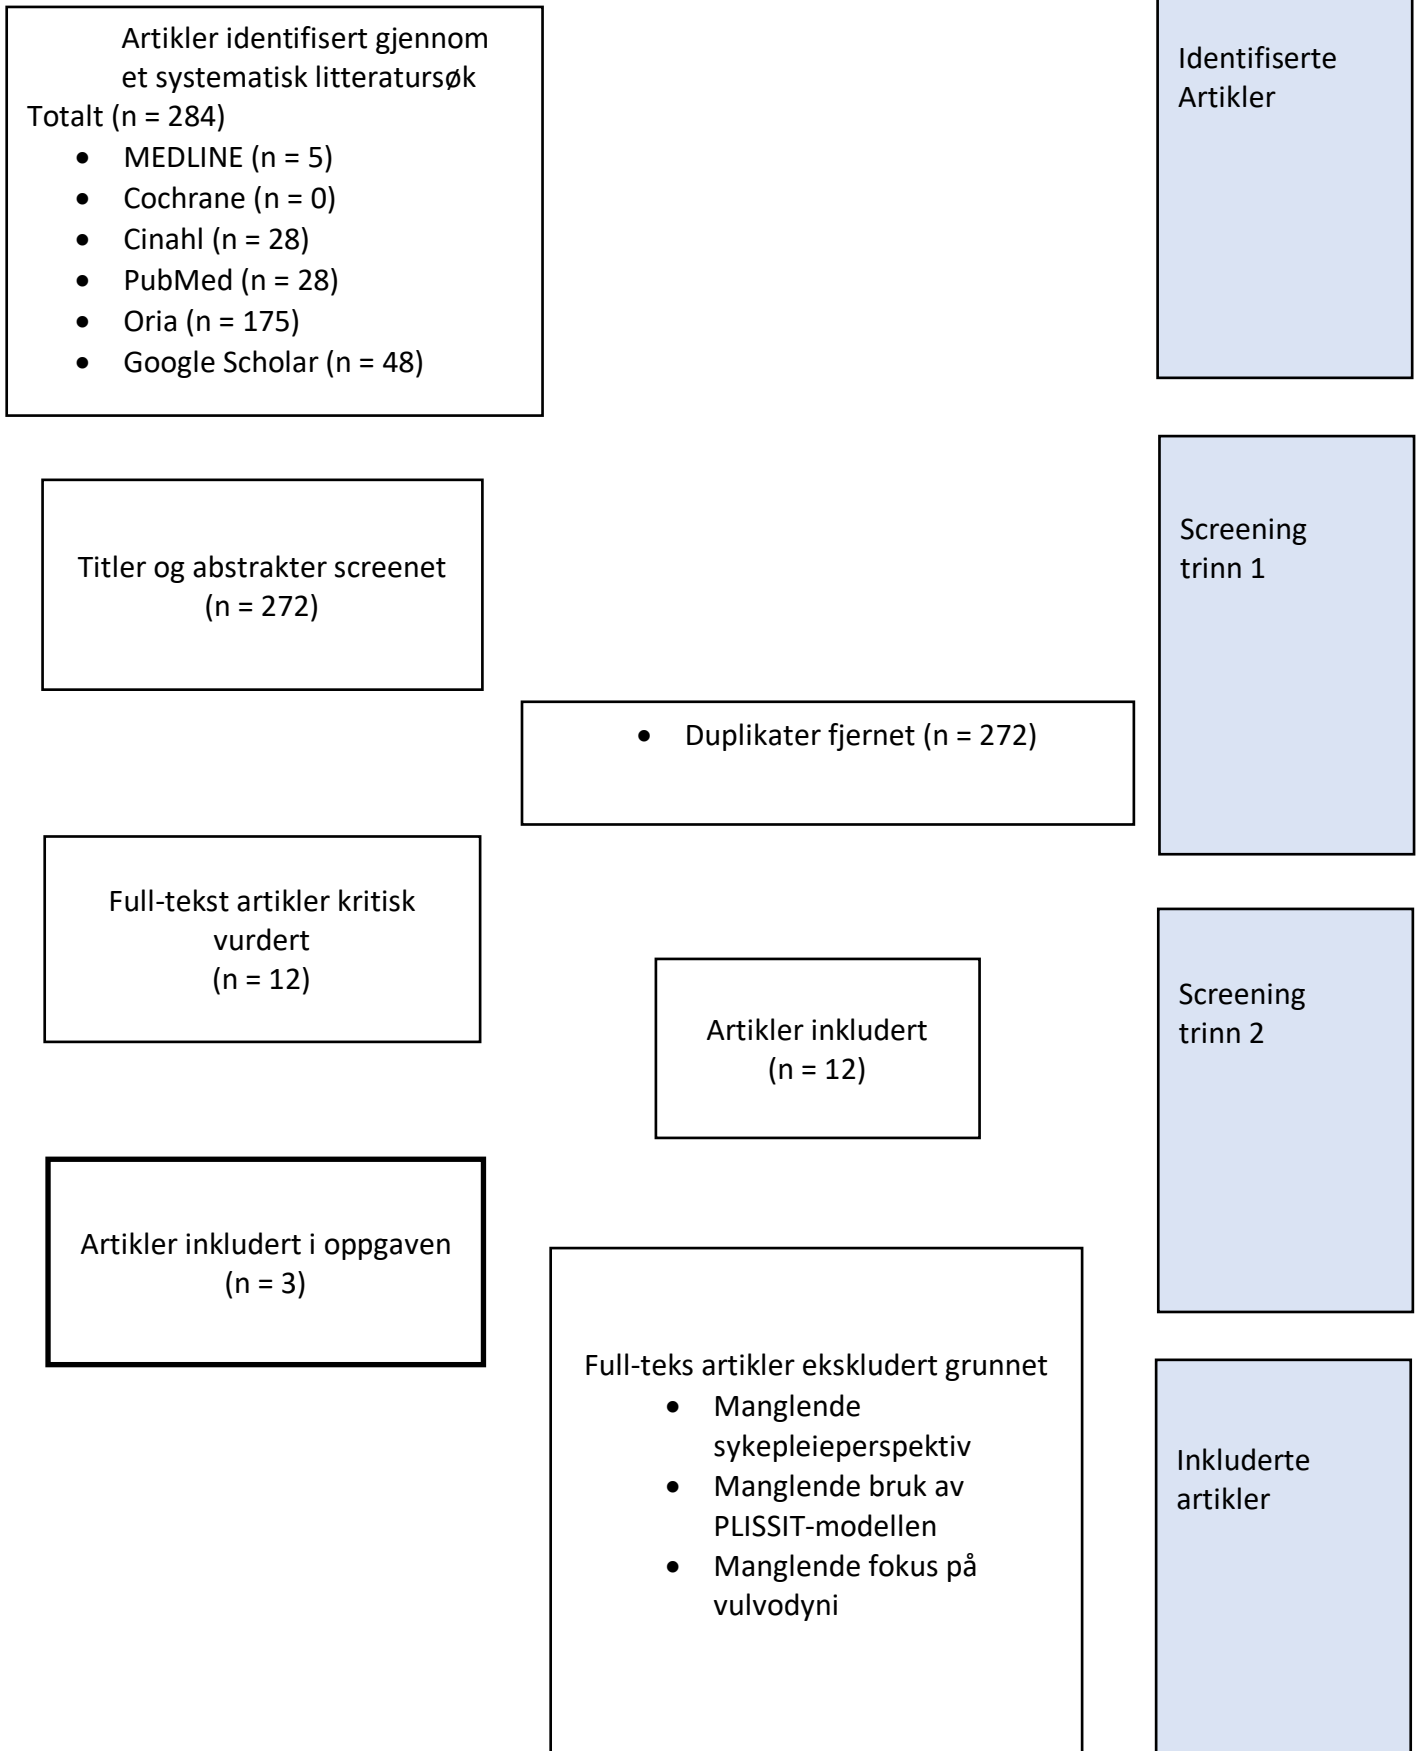 Artikler identifisert gjennom
et systematisk litteratursøk
Totalt (n = 284)
• MEDLINE (n = 5)
• Cochrane (n = 0)
• Cinahl (n = 28)
• PubMed (n = 28)
• Oria (n = 175)
• Google Scholar (n = 48)
Identifiserte
Artikler
Titler og abstrakter screenet
(n = 272)
Screening
trinn 1
• Duplikater fjernet (n = 272)
Full-tekst artikler kritisk
vurdert
(n = 12)
Artikler inkludert
(n = 12)
Screening
trinn 2
Artikler inkludert i oppgaven
(n = 3)
Full-teks artikler ekskludert grunnet
• Manglende
sykepleieperspektiv
• Manglende bruk av
PLISSIT-modellen
• Manglende fokus på
vulvodyni
Inkluderte
artikler